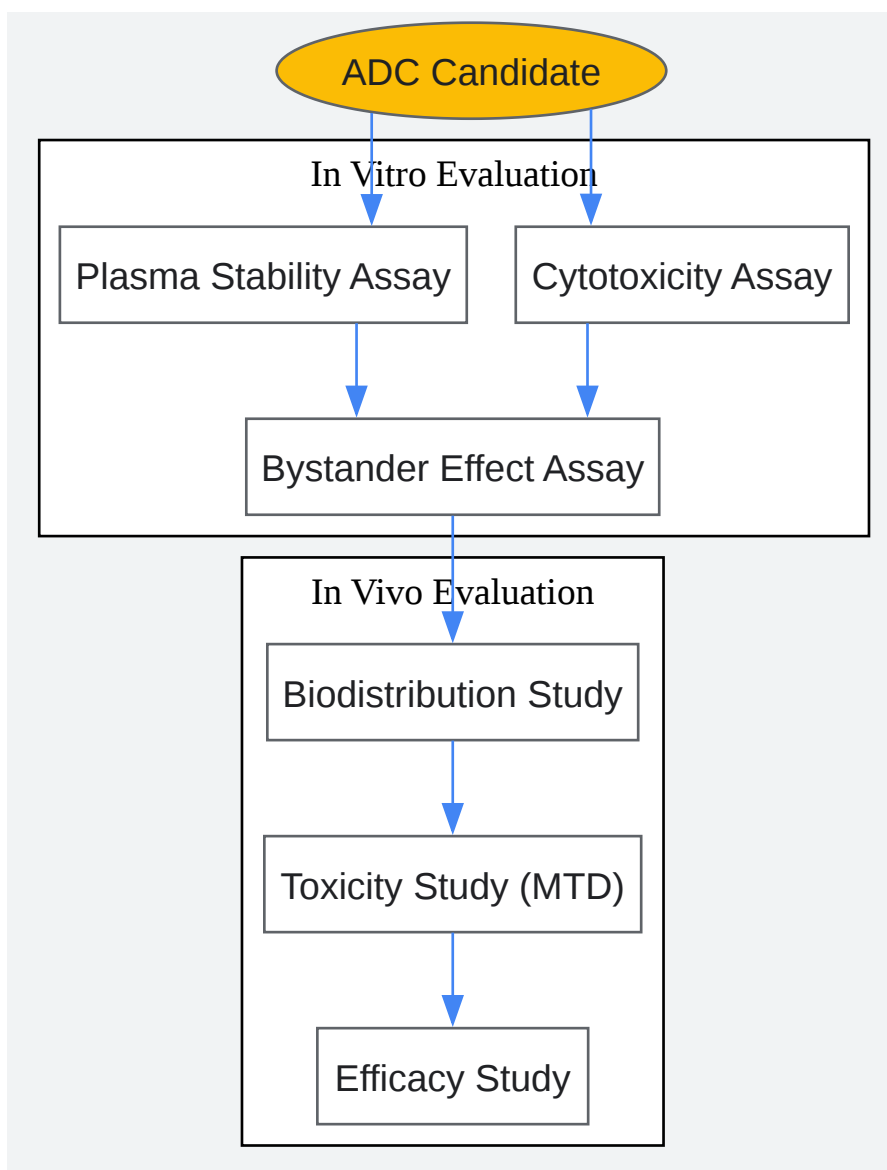 ADC Candidate
In Vitro Evaluation
Plasma Stability Assay
Cytotoxicity Assay
Bystander Effect Assay
In Vivo Evaluation
Biodistribution Study
Toxicity Study (MTD)
Efficacy Study